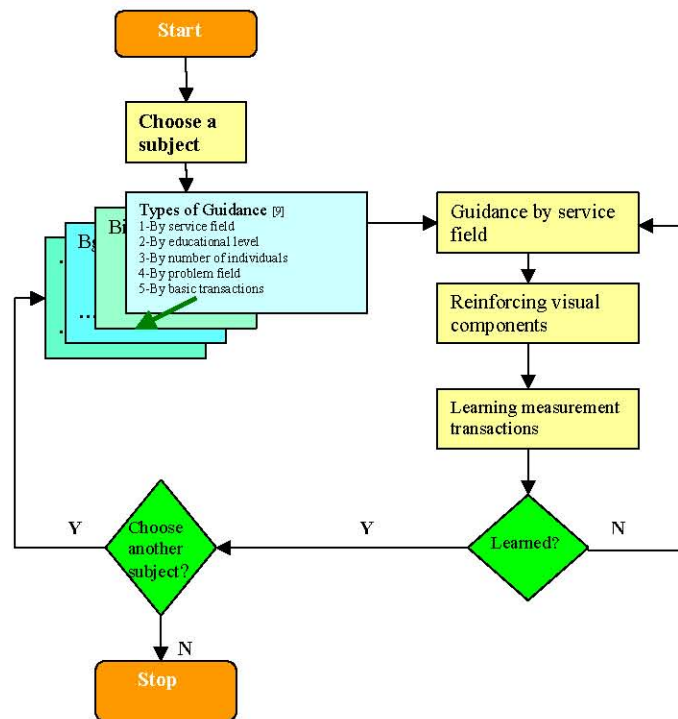 Start
Choose a
subject
Types of Guidance [9]
1-By service field
2-By educational level
3-By number of individuals
4-By problem field
5-By basic transactions
Guidance by service
field
Reinforcing visual
components
Learning measurement
transactions
Learned?
N
Y
Choose
another
subject?
Y
N
Stop